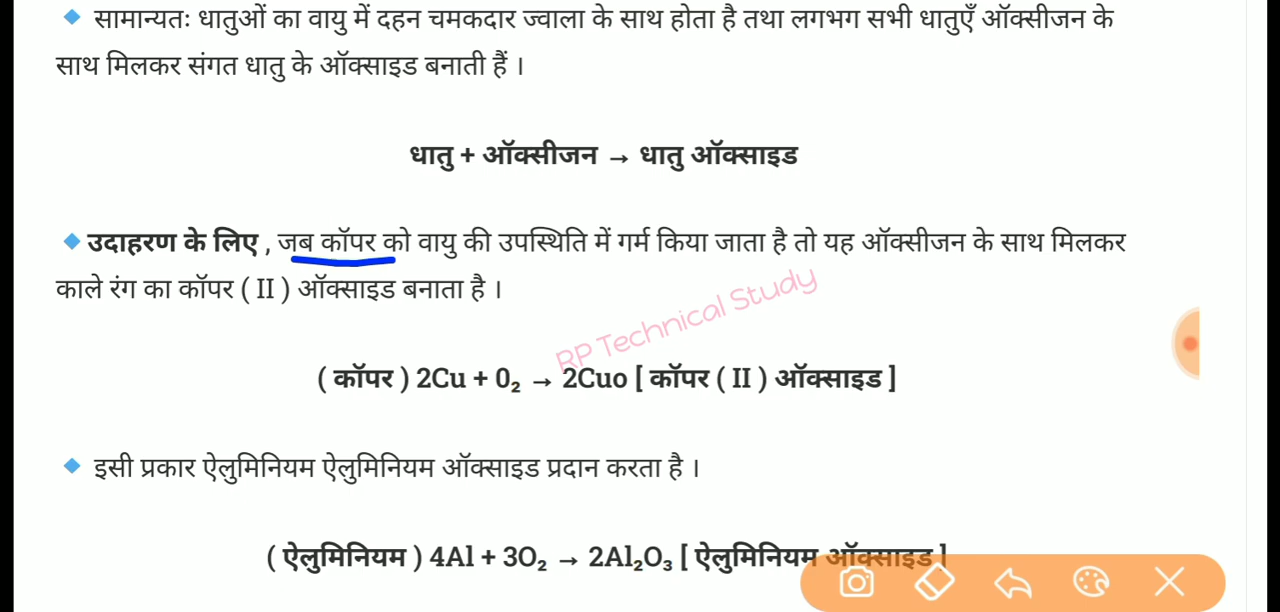 सामान्यतः धातुओं का वायु में दहन चमकदार ज्वाला के साथ होता है तथा लगभग सभी धातुएँ ऑक्सीजन के
साथ मिलकर संगत धातु के ऑक्साइड बनाती हैं ।
धातु + ऑक्सीजन → धातु ऑक्साइड
उदाहरण के लिए , जब कॉपर को वायु की उपस्थिति में गर्म किया जाता है तो यह ऑक्सीजन के साथ मिलकर
काले रंग का कॉपर ( II ) ऑक्साइड बनाता है ।
RP Technical Study
( कॉपर ) 2Cu + 0₂ → 2Cuo [ कॉपर ( II ) ऑक्साइड ]
इसी प्रकार ऐलुमिनियम ऐलुमिनियम ऑक्साइड प्रदान करता है ।
( ऐलुमिनियम ) 4Al + 3O₂ → 2Al₂O₃ [ ऐलुमिनियम ऑक्साइड ]